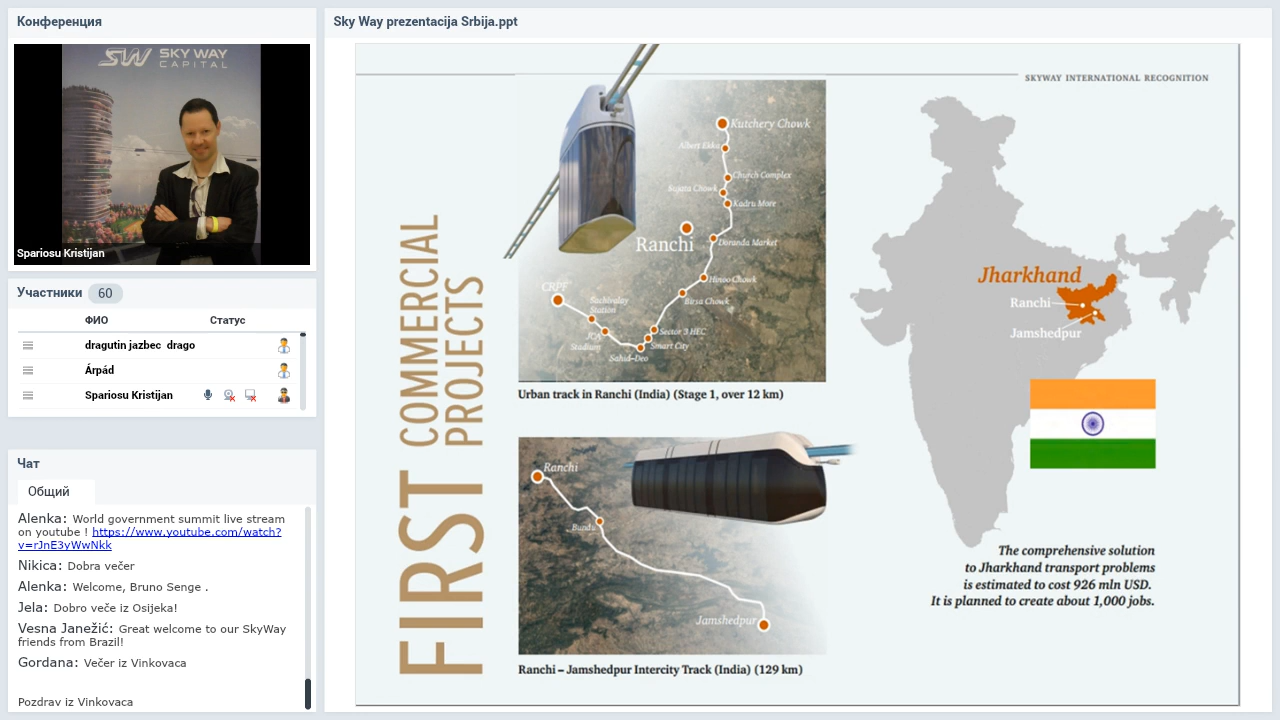 Конференция
SKY WAY
CAPITAL
Spariosu Kristijan
Участники 60
ФИО Статус
dragutin jazbec drago
Árpád
Spariosu Kristijan
Чат
Общий
Alenka: World government summit live stream
on youtube ! https://www.youtube.com/watch?
v=rJnE3yWwNkk
Nikica: Dobra večer
Alenka: Welcome, Bruno Senge .
Jela: Dobro veče iz Osijeka!
Vesna Janežić: Great welcome to our SkyWay
friends from Brazil!
Gordana: Večer iz Vinkovaca
Pozdrav iz Vinkovaca
Sky Way prezentacija Srbija.ppt
SKYWAY INTERNATIONAL RECOGNITION
FIRST COMMERCIAL
PROJECTS
Kutchery Chowk
Albert Ekka
Church Complex
Sujata Chowk
Kadru More
Ranchi
Doranda Market
Hinoo Chowk
Birsa Chowk
CRPF
Sachivalay
Station
JCA
Stadium
Sector 3 HEC
Smart City
Sahid-Deo
Urban track in Ranchi (India) (Stage 1, over 12 km)
Ranchi
Bundu
Jamshedpur
Ranchi – Jamshedpur Intercity Track (India) (129 km)
Jharkhand
Ranchi
Jamshedpur
The comprehensive solution
to Jharkhand transport problems
is estimated to cost 926 mln USD.
It is planned to create about 1,000 jobs.